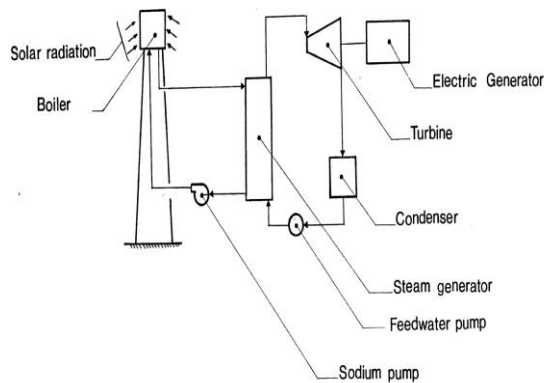 Solar radiation
Boiler
Electric Generator
Turbine
Condenser
Steam generator
Feedwater pump
Sodium pump